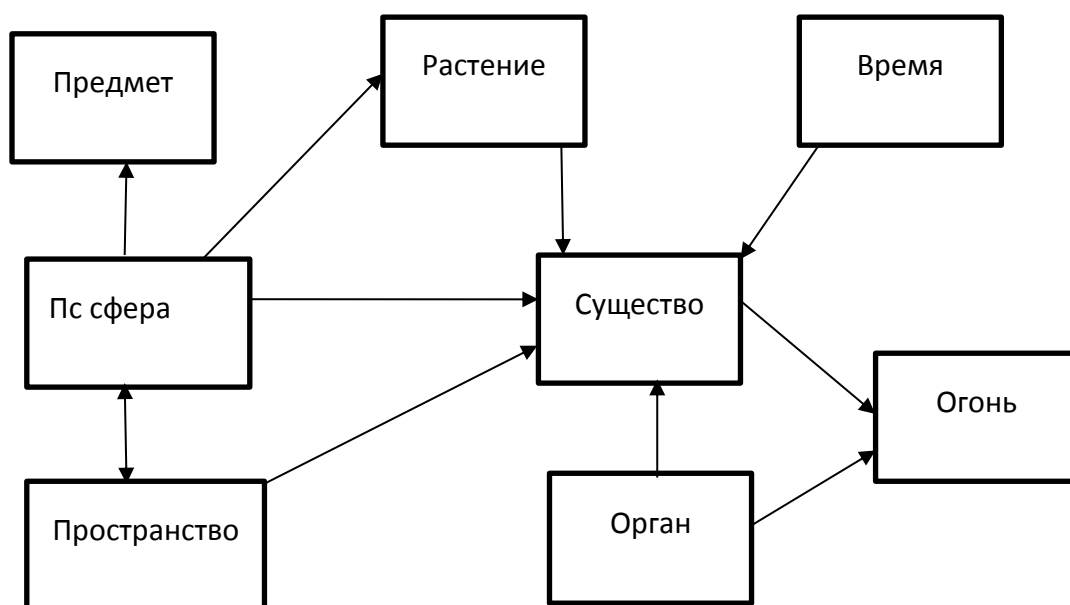 Предмет
Растение
Время
Пс сфера
Существо
Огонь
Пространство
Орган